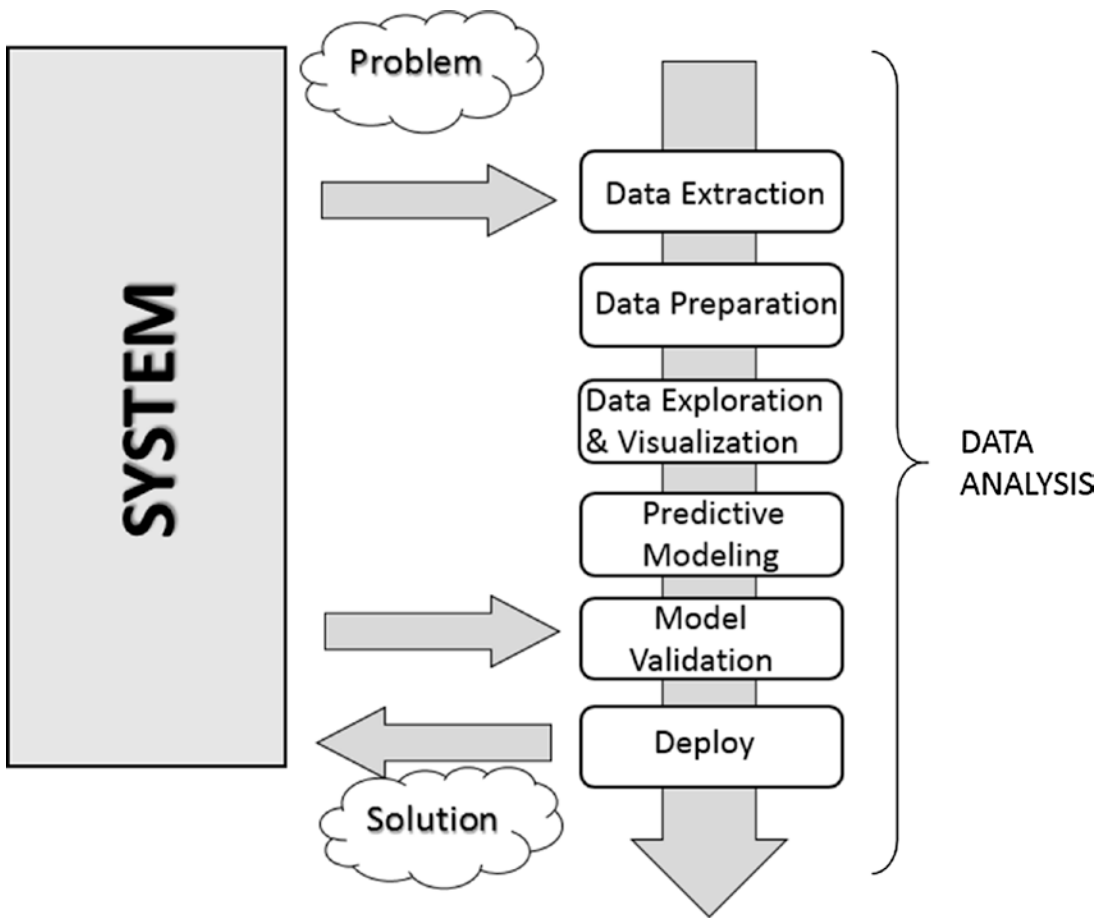 Problem
SYSTEM
Data Extraction
Data Preparation
Data Exploration
& Visualization
Predictive
Modeling
Model
Validation
Deploy
Solution
DATA
ANALYSIS